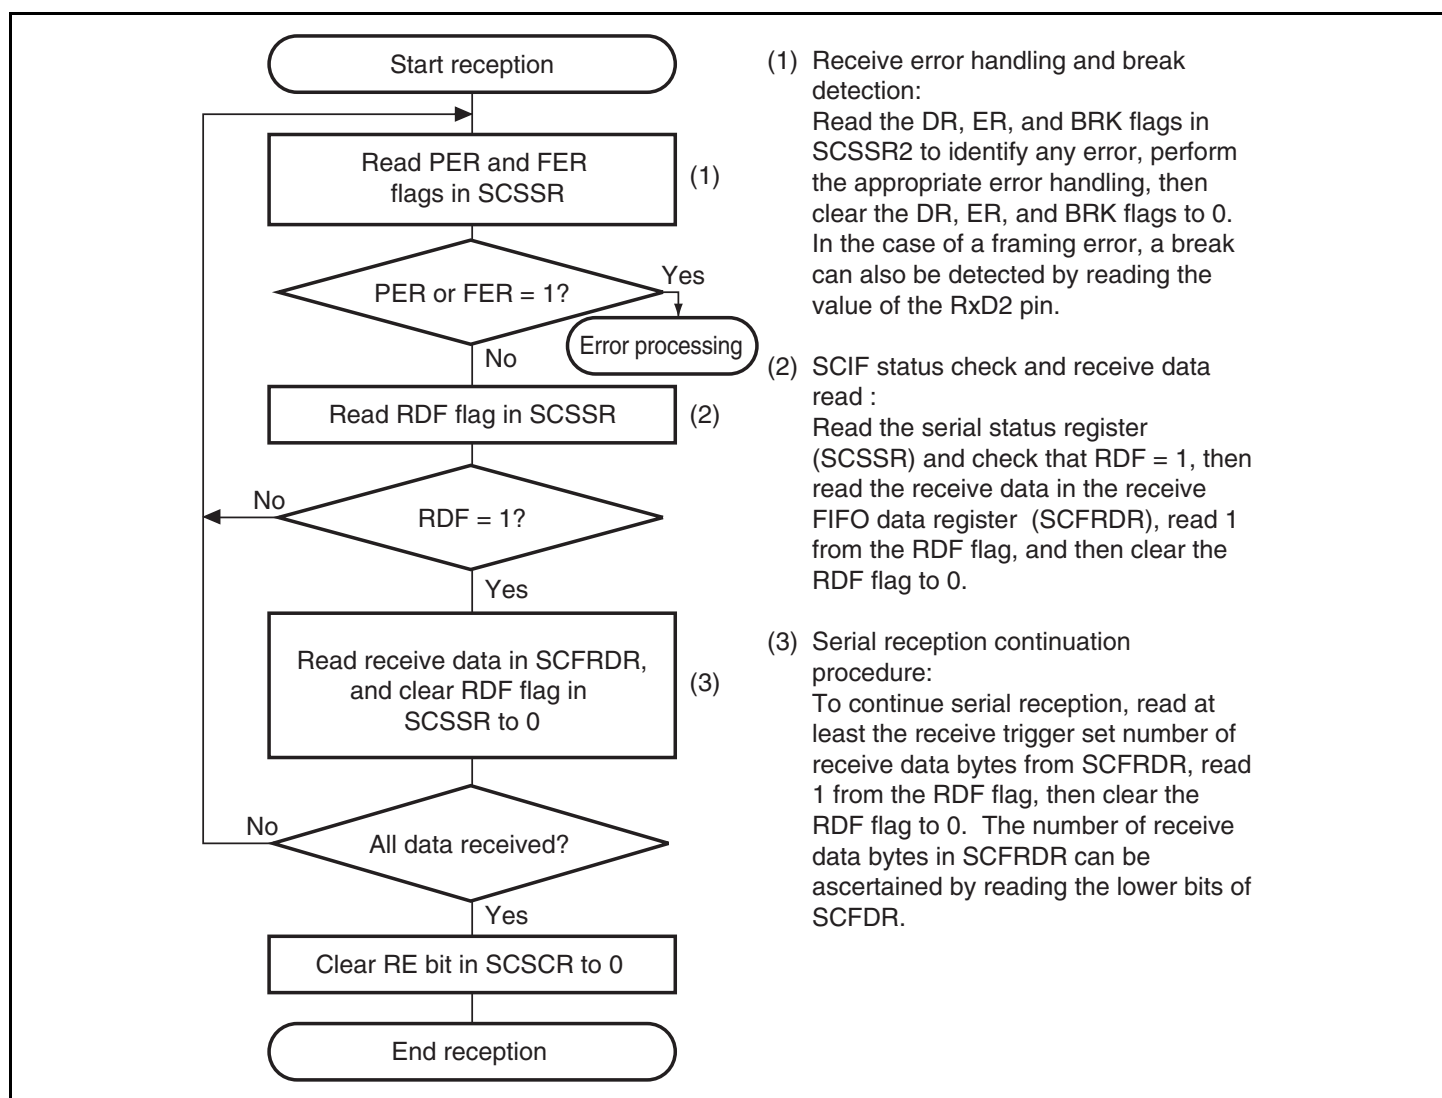 Start reception
Read PER and FER
flags in SCSSR
(1)
PER or FER = 1?
Yes
Error processing
No
Read RDF flag in SCSSR
(2)
No
RDF = 1?
Yes
Read receive data in SCFRDR,
and clear RDF flag in
SCSSR to 0
(3)
No
All data received?
Yes
Clear RE bit in SCSCR to 0
End reception
(1) Receive error handling and break
detection:
Read the DR, ER, and BRK flags in
SCSSR2 to identify any error, perform
the appropriate error handling, then
clear the DR, ER, and BRK flags to 0.
In the case of a framing error, a break
can also be detected by reading the
value of the RxD2 pin.
(2) SCIF status check and receive data
read :
Read the serial status register
(SCSSR) and check that RDF = 1, then
read the receive data in the receive
FIFO data register (SCFRDR), read 1
from the RDF flag, and then clear the
RDF flag to 0.
(3) Serial reception continuation
procedure:
To continue serial reception, read at
least the receive trigger set number of
receive data bytes from SCFRDR, read
1 from the RDF flag, then clear the
RDF flag to 0. The number of receive
data bytes in SCFRDR can be
ascertained by reading the lower bits of
SCFDR.